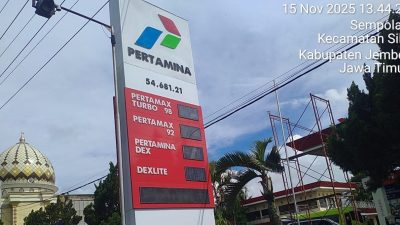 15 Nov 2025 13.44.2
Sempola
Kecamatan Sil
Kabupaten Jembe
Jawa Timu
PERTAMINA
54.681.21
PERTAMAX
TURBO 98
PERTAMAX
92
PERTAMINA
DEX
DEXLITE